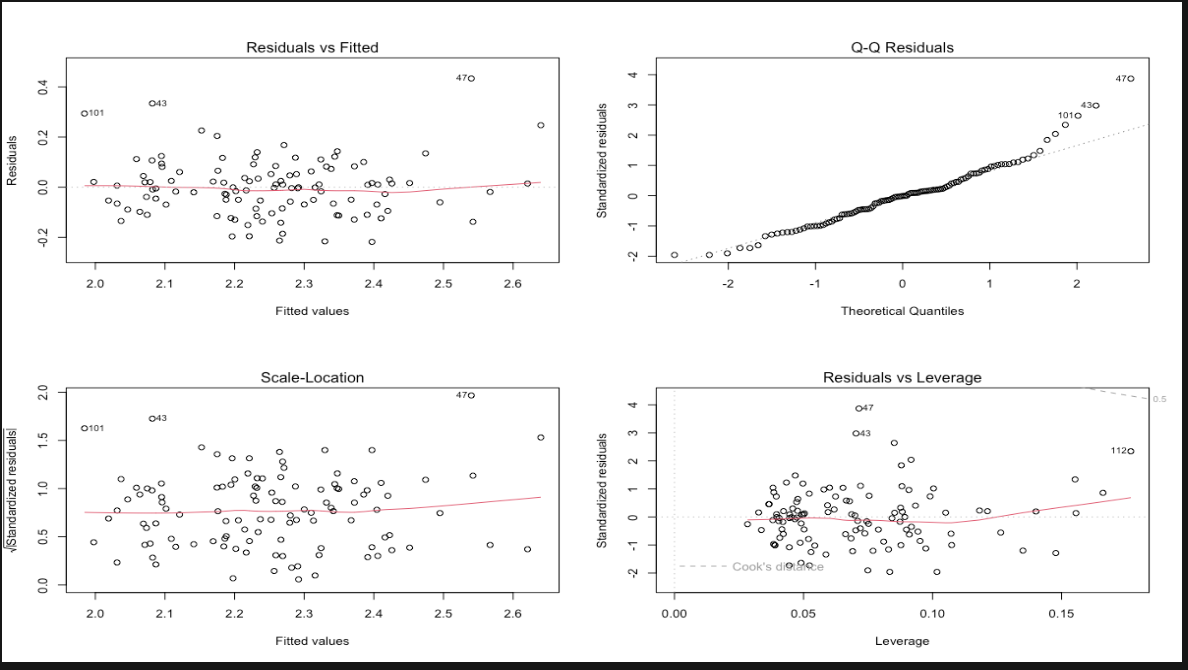 Residuals vs Fitted
Residuals
0.4
0.2
0.0
-0.2
47
43
101
2.0 2.1 2.2 2.3 2.4 2.5 2.6
Fitted values
Q-Q Residuals
Standardized residuals
4
3
2
1
0
-1
-2
47
43
101
-2 -1 0 1 2
Theoretical Quantiles
Scale-Location
√|Standardized residuals|
2.0
1.5
1.0
0.5
0.0
47
43
101
2.0 2.1 2.2 2.3 2.4 2.5 2.6
Fitted values
Residuals vs Leverage
Standardized residuals
4
3
2
1
0
-1
-2
0.5
47
43
112
Cook's distance
0.00 0.05 0.10 0.15
Leverage